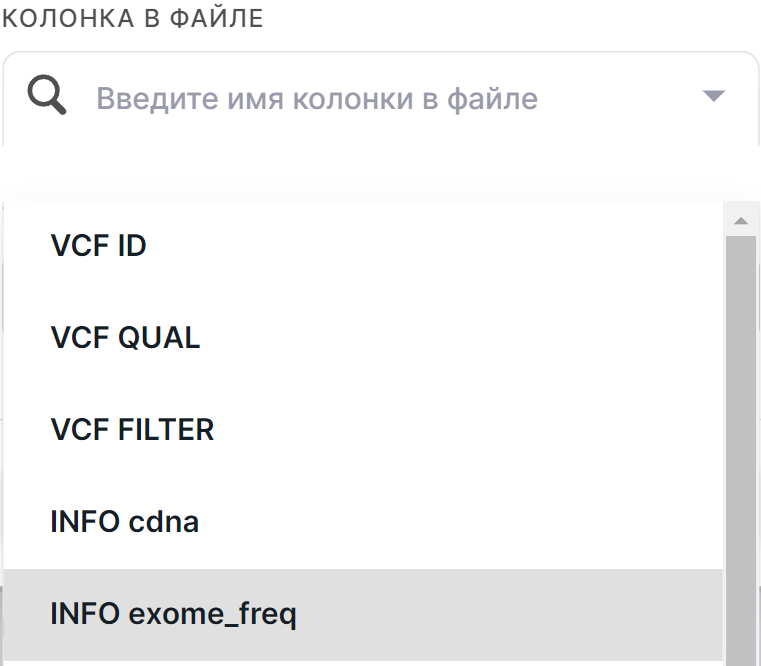 КОЛОНКА В ФАЙЛЕ
Введите имя колонки в файле
VCF ID
VCF QUAL
VCF FILTER
INFO cdna
INFO exome_freq